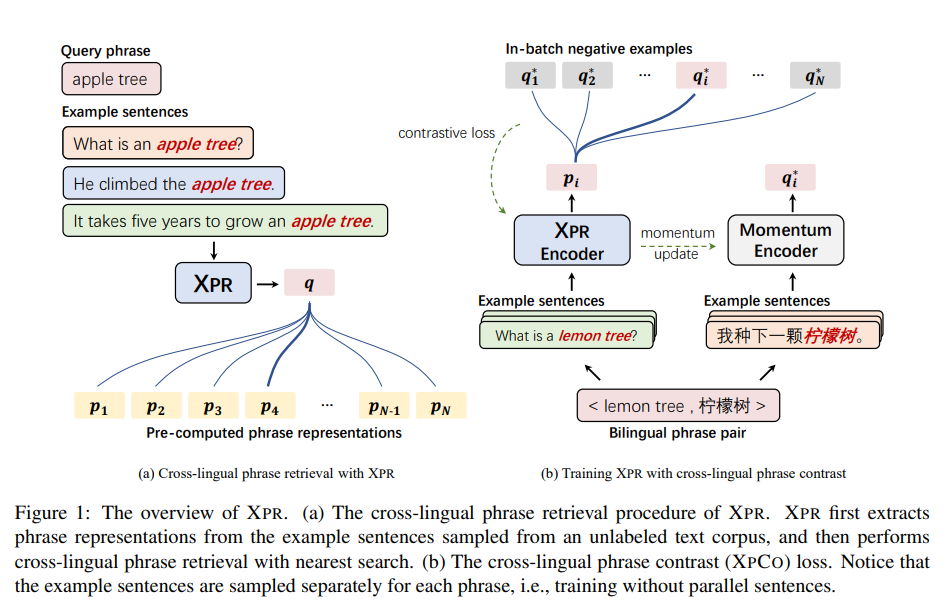 Query phrase
apple tree
Example sentences
What is an apple tree?
He climbed the apple tree.
It takes five years to grow an apple tree.
XPR
q
p1 p2 p3 p4 ... pN-1 pN
Pre-computed phrase representations
(a) Cross-lingual phrase retrieval with XPR
In-batch negative examples
q1* q2* ... qi* ... qN*
contrastive loss
pi
qi*
XPR
Encoder
momentum
update
Momentum
Encoder
Example sentences
What is a lemon tree?
Example sentences
我种下一颗柠檬树。
< lemon tree , 柠檬树 >
Bilingual phrase pair
(b) Training XPR with cross-lingual phrase contrast
Figure 1: The overview of XPR. (a) The cross-lingual phrase retrieval procedure of XPR. XPR first extracts
phrase representations from the example sentences sampled from an unlabeled text corpus, and then performs
cross-lingual phrase retrieval with nearest search. (b) The cross-lingual phrase contrast (XPCO) loss. Notice that
the example sentences are sampled separately for each phrase, i.e., training without parallel sentences.